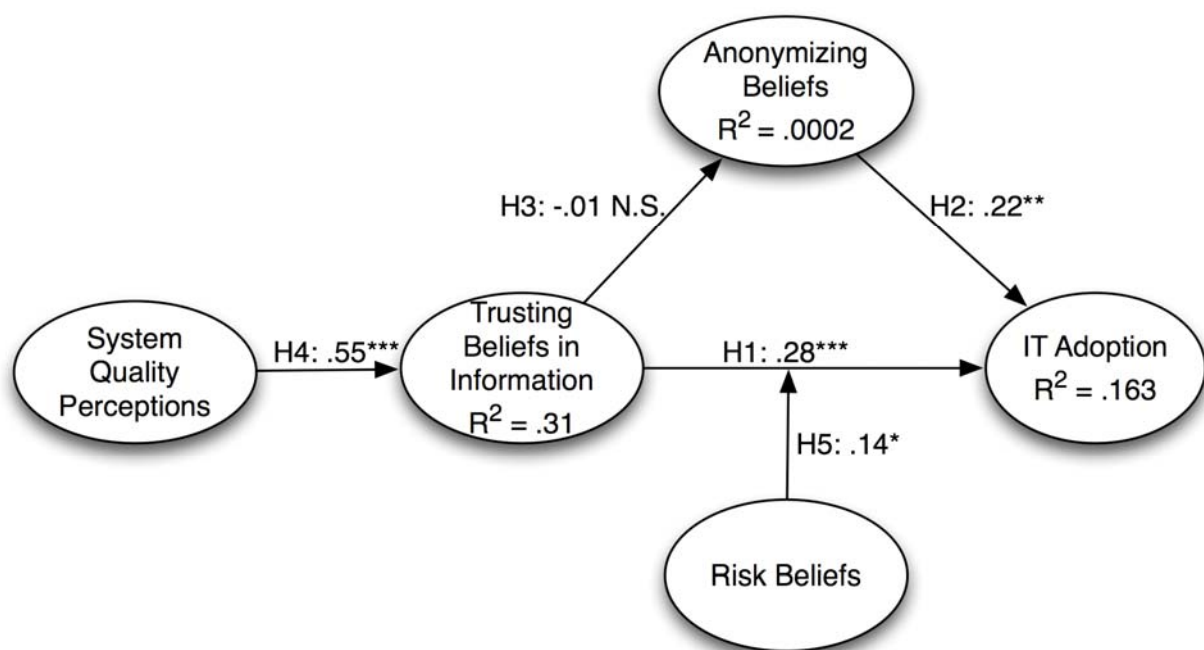 Anonymizing
Beliefs
R² = .0002
H3: -.01 N.S.
H2: .22**
System
Quality
Perceptions
H4: .55***
Trusting
Beliefs in
Information
R² = .31
H1: .28***
IT Adoption
R² = .163
H5: .14*
Risk Beliefs